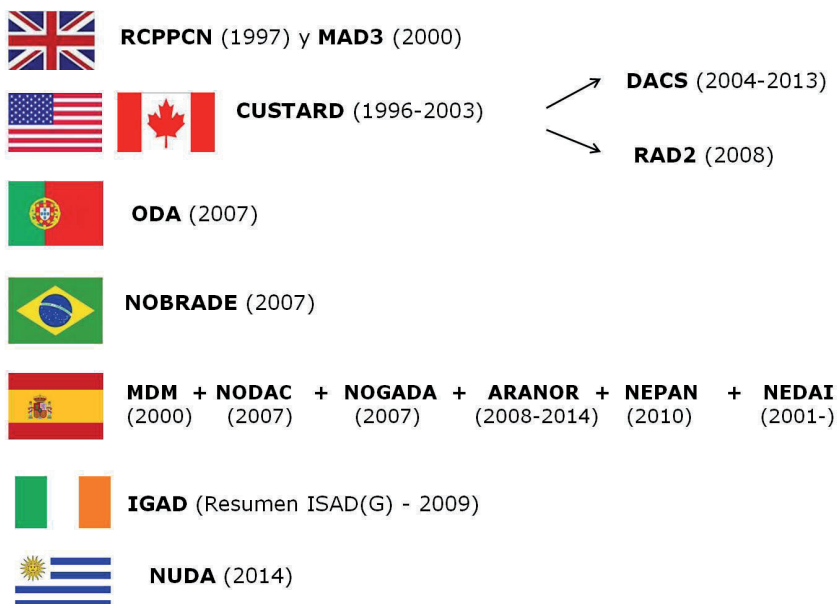 RCPPCN (1997) y MAD3 (2000)
CUSTARD (1996-2003)
DACS (2004-2013)
RAD2 (2008)
ODA (2007)
NOBRADE (2007)
MDM + NODAC + NOGADA + ARANOR + NEPAN + NEDAI
(2000) (2007) (2007) (2008-2014) (2010) (2001-)
IGAD (Resumen ISAD(G) - 2009)
NUDA (2014)